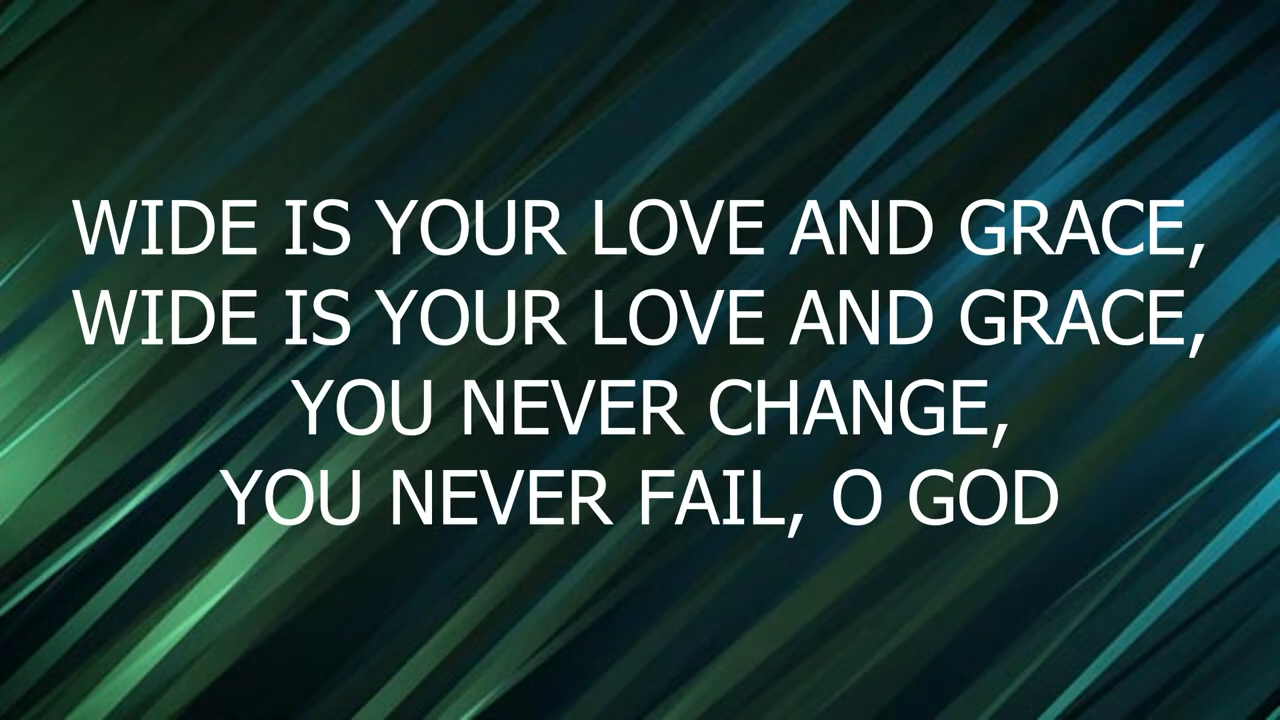 WIDE IS YOUR LOVE AND GRACE,
WIDE IS YOUR LOVE AND GRACE,
YOU NEVER CHANGE,
YOU NEVER FAIL, O GOD